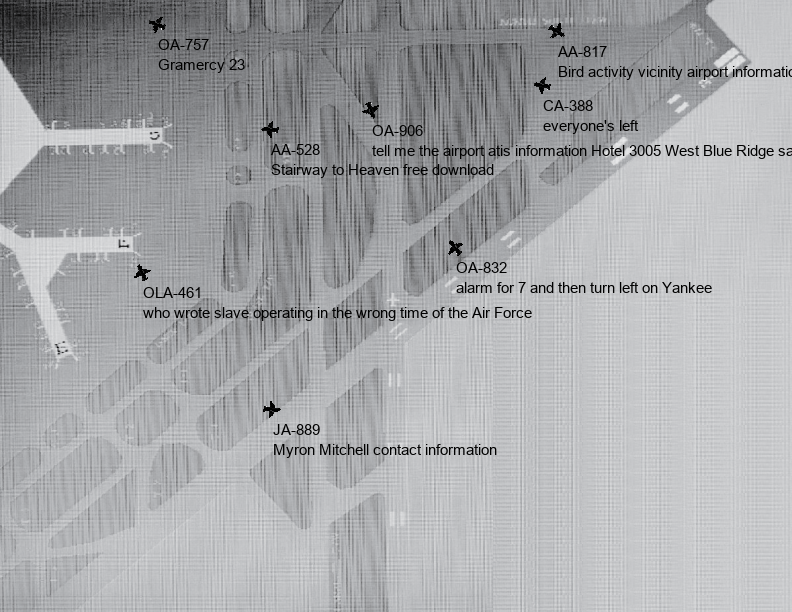 OA-757
Gramercy 23
AA-817
Bird activity vicinity airport informatio
CA-388
everyone's left
OA-906
tell me the airport atis information Hotel 3005 West Blue Ridge sa
AA-528
Stairway to Heaven free download
OA-832
alarm for 7 and then turn left on Yankee
OLA-461
who wrote slave operating in the wrong time of the Air Force
JA-889
Myron Mitchell contact information